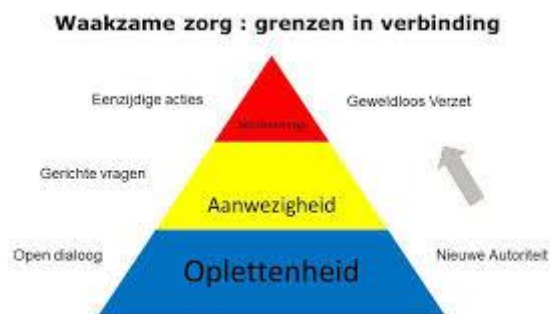 Waakzame zorg : grenzen in verbinding
Eenzijdige acties
Geweldloos Verzet
Gerichte vragen
Aanwezigheid
Open dialoog
Oplettenheid
Nieuwe Autoriteit